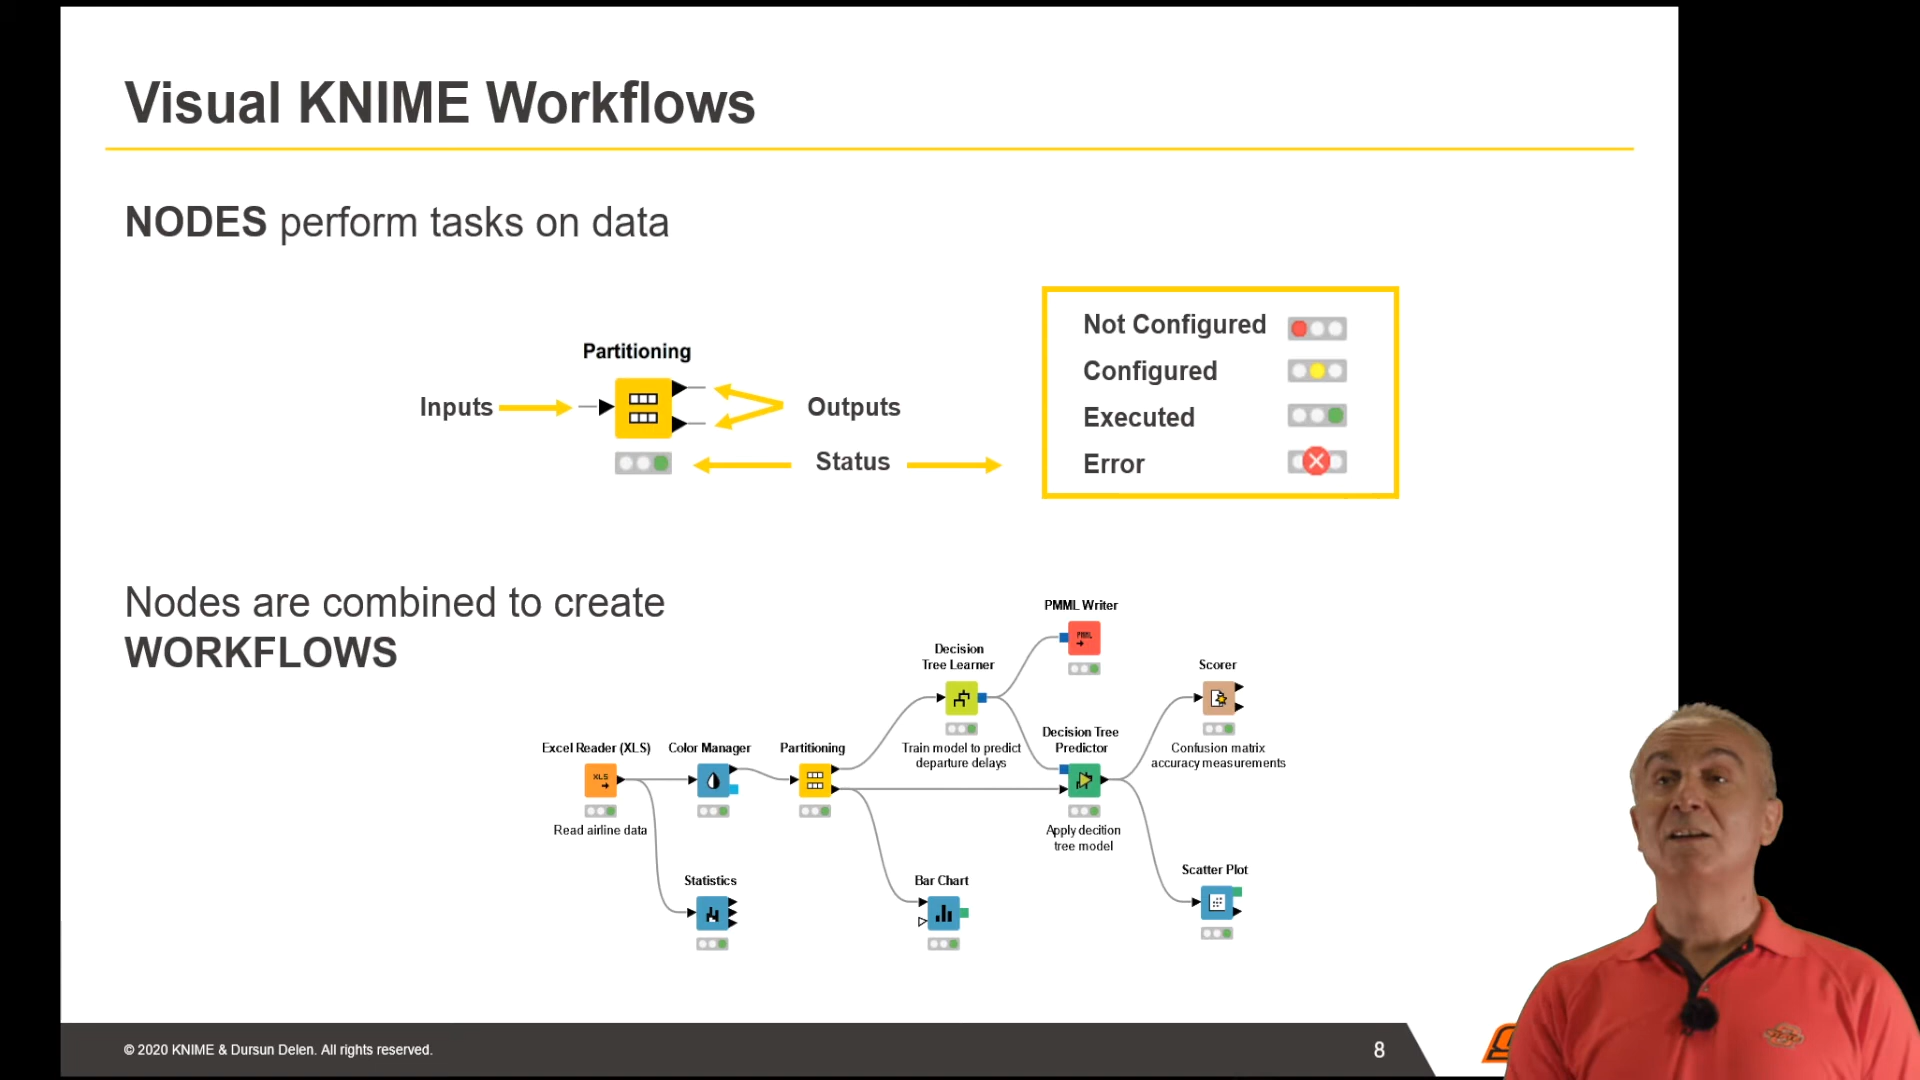 Visual KNIME Workflows
NODES perform tasks on data
Partitioning
Inputs
Outputs
Status
Not Configured
Configured
Executed
Error
Nodes are combined to create
WORKFLOWS
PMML Writer
PMML
Decision
Tree Learner
Train model to predict
departure delays
Scorer
Confusion matrix
accuracy measurements
Decision Tree
Predictor
Apply decition
tree model
Excel Reader (XLS)
XLS
Read airline data
Color Manager
Partitioning
Statistics
Bar Chart
Scatter Plot
© 2020 KNIME & Dursun Delen. All rights reserved.
8